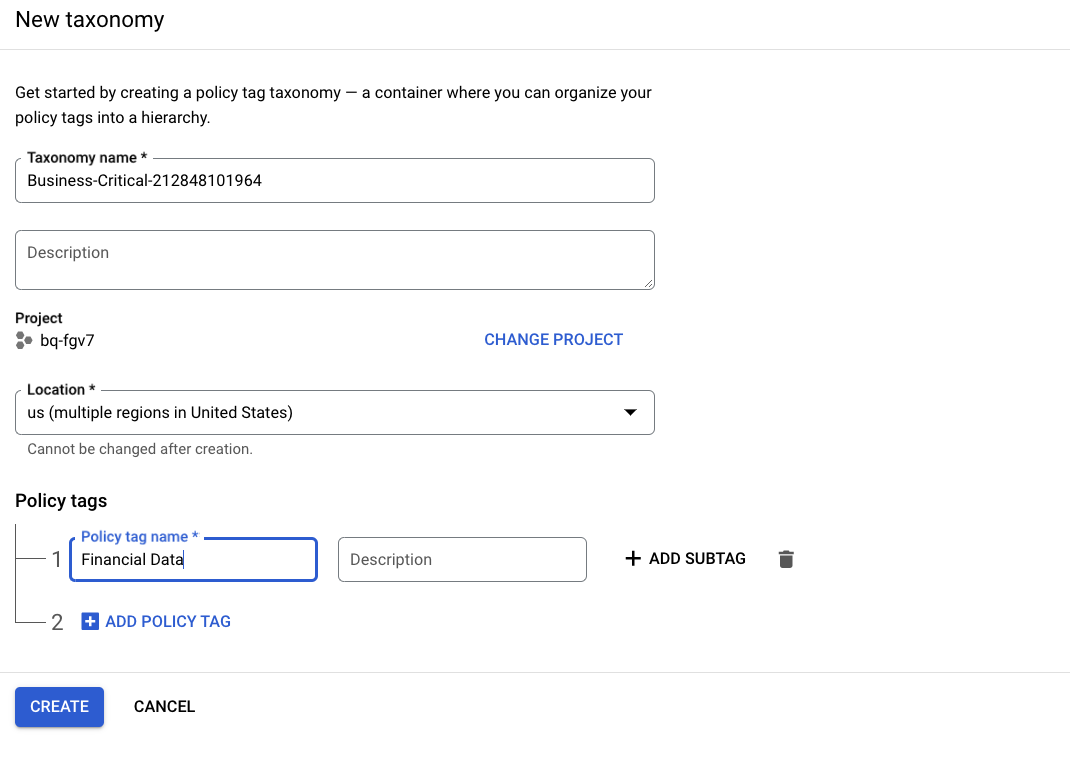 New taxonomy
Get started by creating a policy tag taxonomy — a container where you can organize your
policy tags into a hierarchy.
Taxonomy name *
Business-Critical-212848101964
Description
Project
bq-fgv7
CHANGE PROJECT
Location *
us (multiple regions in United States)
Cannot be changed after creation.
Policy tags
Policy tag name *
1 Financial Data Description + ADD SUBTAG
2 + ADD POLICY TAG
CREATE CANCEL